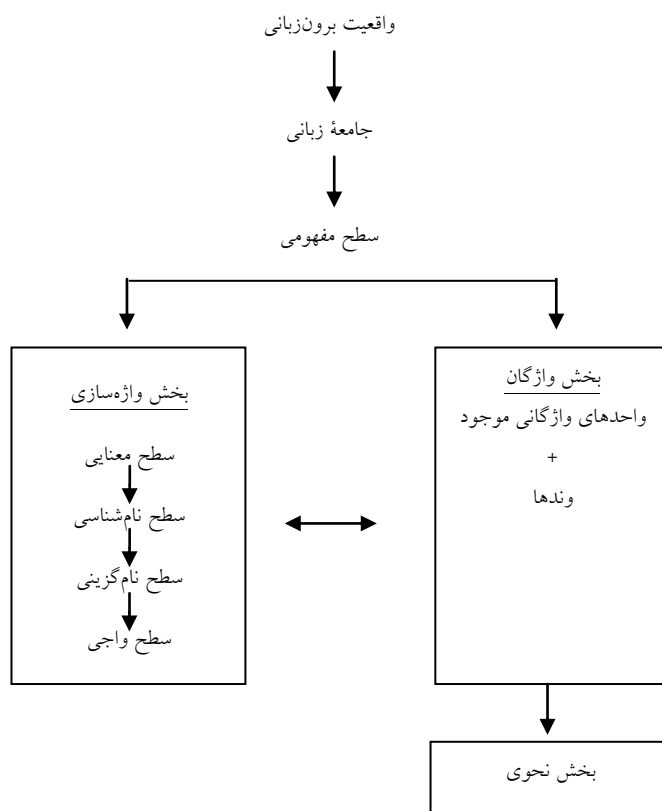 واقعیت برون‌زبانی
جامعۀ زبانی
سطح مفهومی
بخش واژگان
واحدهای واژگانی موجود
+
وندها
بخش واژه‌سازی
سطح معنایی
سطح نام‌شناسی
سطح نام‌گزینی
سطح واجی
بخش نحوی